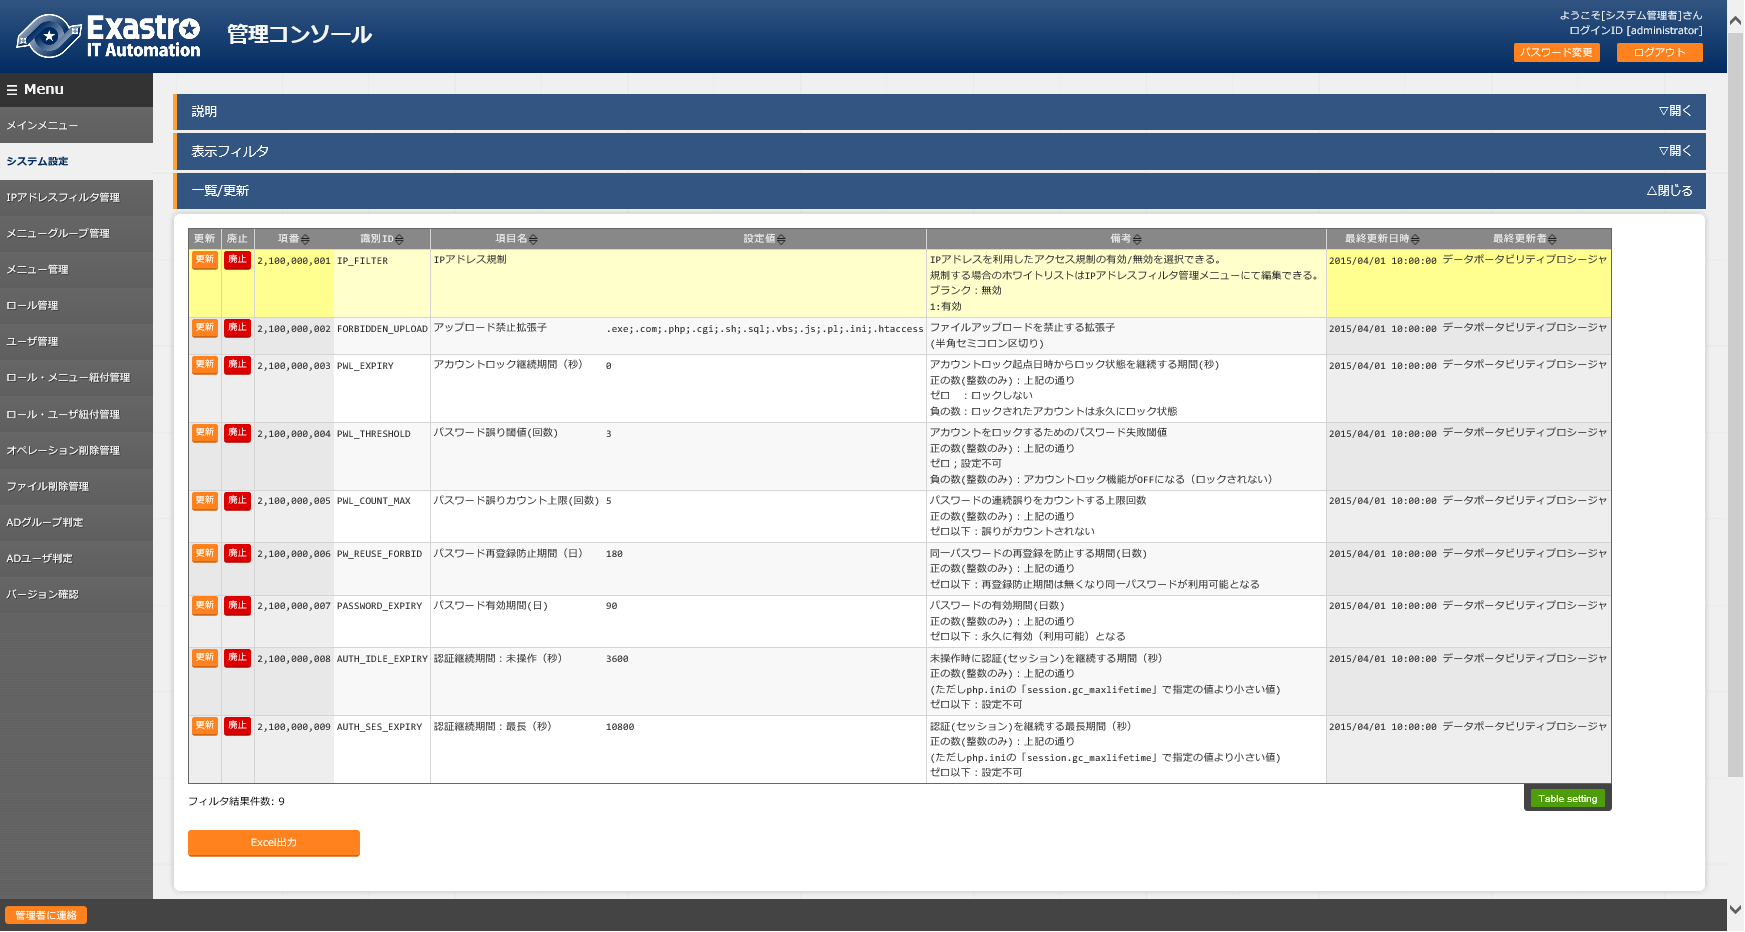 Exastro
IT Automation
管理コンソール
ようこそ[システム管理者]さん
ログインID [administrator]
パスワード変更
ログアウト
☰ Menu
メインメニュー
システム設定
IPアドレスフィルタ管理
メニューグループ管理
メニュー管理
ロール管理
ユーザ管理
ロール・メニュー紐付管理
ロール・ユーザ紐付管理
オペレーション削除管理
ファイル削除管理
ADグループ判定
ADユーザ判定
バージョン確認
説明 ▽開く
表示フィルタ ▽開く
一覧/更新 △閉じる
更新 廃止 項番 識別ID 項目名 設定値 備考 最終更新日時 最終更新者
更新 廃止 2,100,000,001 IP_FILTER IPアドレス規制 IPアドレスを利用したアクセス規制の有効/無効を選択できる。 2015/04/01 10:00:00 データポータビリティプロシージャ
規制する場合のホワイトリストはIPアドレスフィルタ管理メニューにて編集できる。
ブランク：無効
1:有効
更新 廃止 2,100,000,002 FORBIDDEN_UPLOAD アップロード禁止拡張子 .exe;.com;.php;.cgi;.sh;.sql;.vbs;.js;.pl;.ini;.htaccess ファイルアップロードを禁止する拡張子 2015/04/01 10:00:00 データポータビリティプロシージャ
(半角セミコロン区切り)
更新 廃止 2,100,000,003 PWL_EXPIRY アカウントロック継続期間（秒） 0 アカウントロック起点日時からロック状態を継続する期間(秒) 2015/04/01 10:00:00 データポータビリティプロシージャ
正の数(整数のみ)：上記の通り
ゼロ　：ロックしない
負の数：ロックされたアカウントは永久にロック状態
更新 廃止 2,100,000,004 PWL_THRESHOLD パスワード誤り閾値(回数) 3 アカウントをロックするためのパスワード失敗閾値 2015/04/01 10:00:00 データポータビリティプロシージャ
正の数(整数のみ)：上記の通り
ゼロ；設定不可
負の数(整数のみ)：アカウントロック機能がOFFになる（ロックされない）
更新 廃止 2,100,000,005 PWL_COUNT_MAX パスワード誤りカウント上限(回数) 5 パスワードの連続誤りをカウントする上限回数 2015/04/01 10:00:00 データポータビリティプロシージャ
正の数(整数のみ)：上記の通り
ゼロ以下：誤りがカウントされない
更新 廃止 2,100,000,006 PW_REUSE_FORBID パスワード再登録防止期間（日） 180 同一パスワードの再登録を防止する期間(日数) 2015/04/01 10:00:00 データポータビリティプロシージャ
正の数(整数のみ)：上記の通り
ゼロ以下：再登録防止期間は無くなり同一パスワードが利用可能となる
更新 廃止 2,100,000,007 PASSWORD_EXPIRY パスワード有効期間(日) 90 パスワードの有効期間(日数) 2015/04/01 10:00:00 データポータビリティプロシージャ
正の数(整数のみ)：上記の通り
ゼロ以下：永久に有効（利用可能）となる
更新 廃止 2,100,000,008 AUTH_IDLE_EXPIRY 認証継続期間：未操作（秒） 3600 未操作時に認証(セッション)を継続する期間（秒） 2015/04/01 10:00:00 データポータビリティプロシージャ
正の数(整数のみ)：上記の通り
(ただしphp.iniの「session.gc_maxlifetime」で指定の値より小さい値)
ゼロ以下：設定不可
更新 廃止 2,100,000,009 AUTH_SES_EXPIRY 認証継続期間：最長（秒） 10800 認証(セッション)を継続する最長期間（秒） 2015/04/01 10:00:00 データポータビリティプロシージャ
正の数(整数のみ)：上記の通り
(ただしphp.iniの「session.gc_maxlifetime」で指定の値より小さい値)
ゼロ以下：設定不可
フィルタ結果件数: 9
Table setting
Excel出力
管理者に連絡